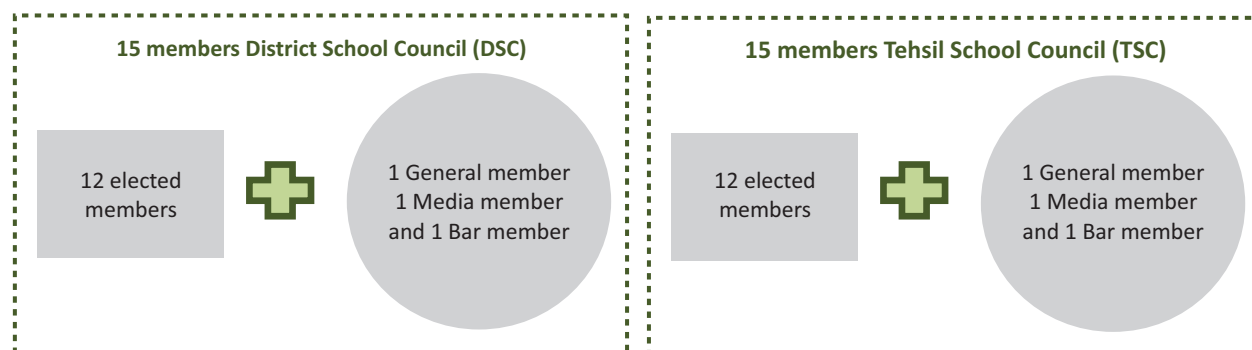 15 members District School Council (DSC)
12 elected
members
1 General member
1 Media member
and 1 Bar member
15 members Tehsil School Council (TSC)
12 elected
members
1 General member
1 Media member
and 1 Bar member